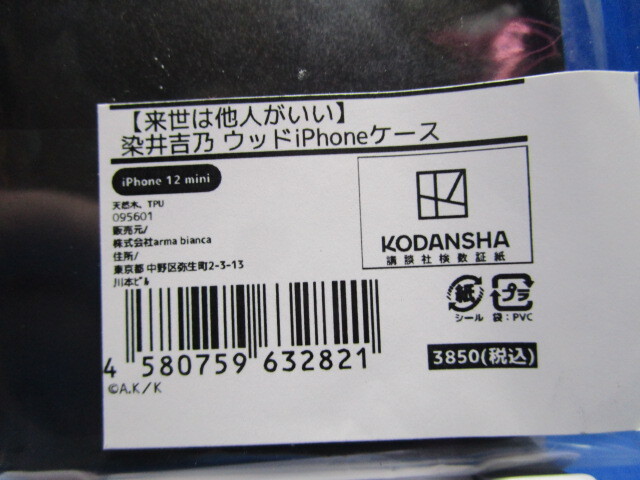 【来世は他人がいい】
染井吉乃 ウッドiPhoneケース
iPhone 12 mini
天然木、TPU
095601
販売元/
株式会社arma bianca
住所/
東京都 中野区弥生町2-3-13
川本ビル
KODANSHA
講談社検数証紙
紙 プラ
シール 袋:PVC
3850(税込)
4 580759 632821
©A.K/K